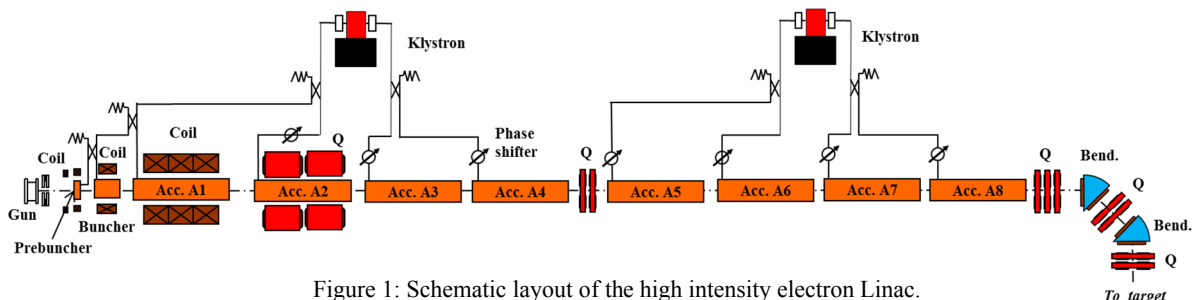 Klystron
Klystron
Coil
Phase
shifter
Q
Coil
Coil
Q
Q
Bend.
Q
Acc. A1
Acc. A2
Acc. A3
Acc. A4
Acc. A5
Acc. A6
Acc. A7
Acc. A8
Gun
Buncher
Bend.
Prebuncher
Q
Figure 1: Schematic layout of the high intensity electron Linac.
To target